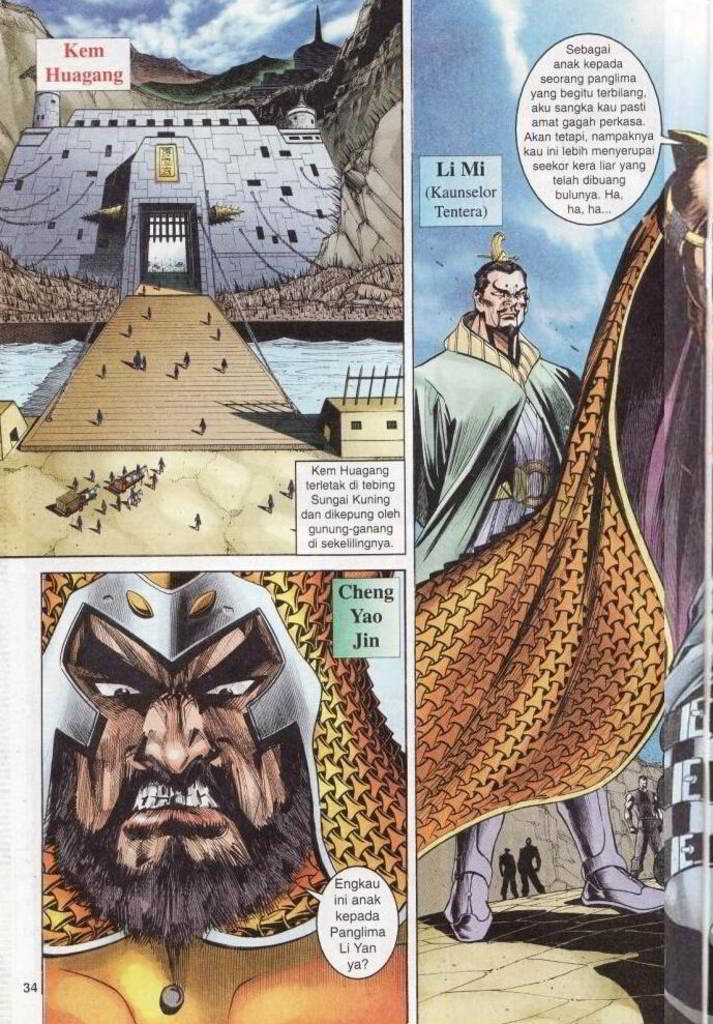 Kem
Huagang
Kem Huagang
terletak di tebing
Sungai Kuning
dan dikepung oleh
gunung-ganang
di sekelilingnya.
Cheng
Yao
Jin
Engkau
ini anak
kepada
Panglima
Li Yan
ya?
Sebagai
anak kepada
seorang panglima
yang begitu terbilang,
aku sangka kau pasti
amat gagah perkasa.
Akan tetapi, nampaknya
kau ini lebih menyerupai
seekor kera liar yang
telah dibuang
bulunya. Ha,
ha, ha...
Li Mi
(Kaunselor
Tentera)
34